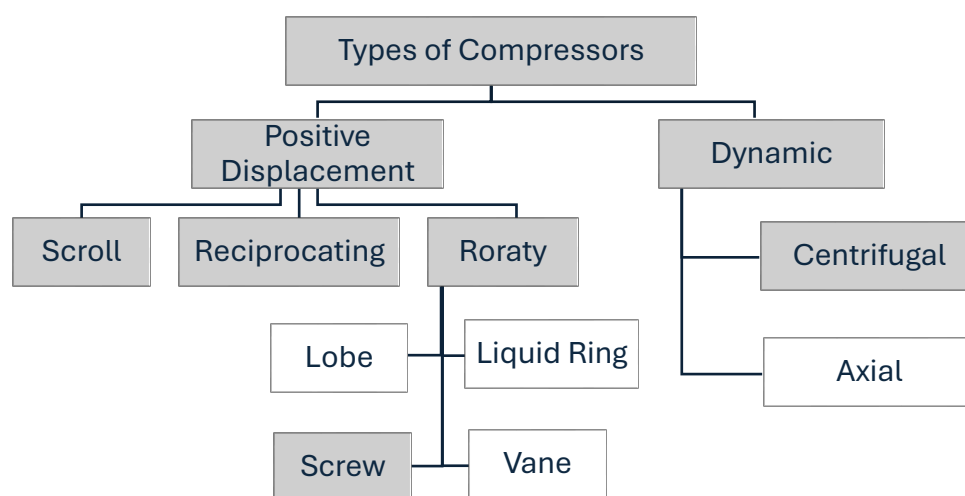 Types of Compressors
Positive
Displacement
Dynamic
Scroll
Reciprocating
Roraty
Centrifugal
Lobe
Liquid Ring
Axial
Screw
Vane